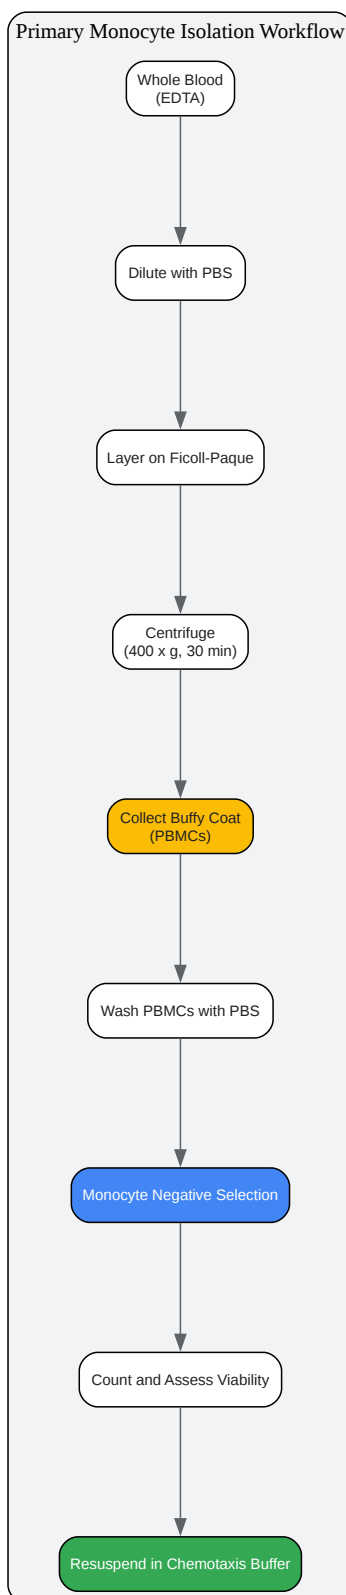 Primary Monocyte Isolation Workflow
Whole Blood
(EDTA)
Dilute with PBS
Layer on Ficoll-Paque
Centrifuge
(400 x g, 30 min)
Collect Buffy Coat
(PBMCs)
Wash PBMCs with PBS
Monocyte Negative Selection
Count and Assess Viability
Resuspend in Chemotaxis Buffer